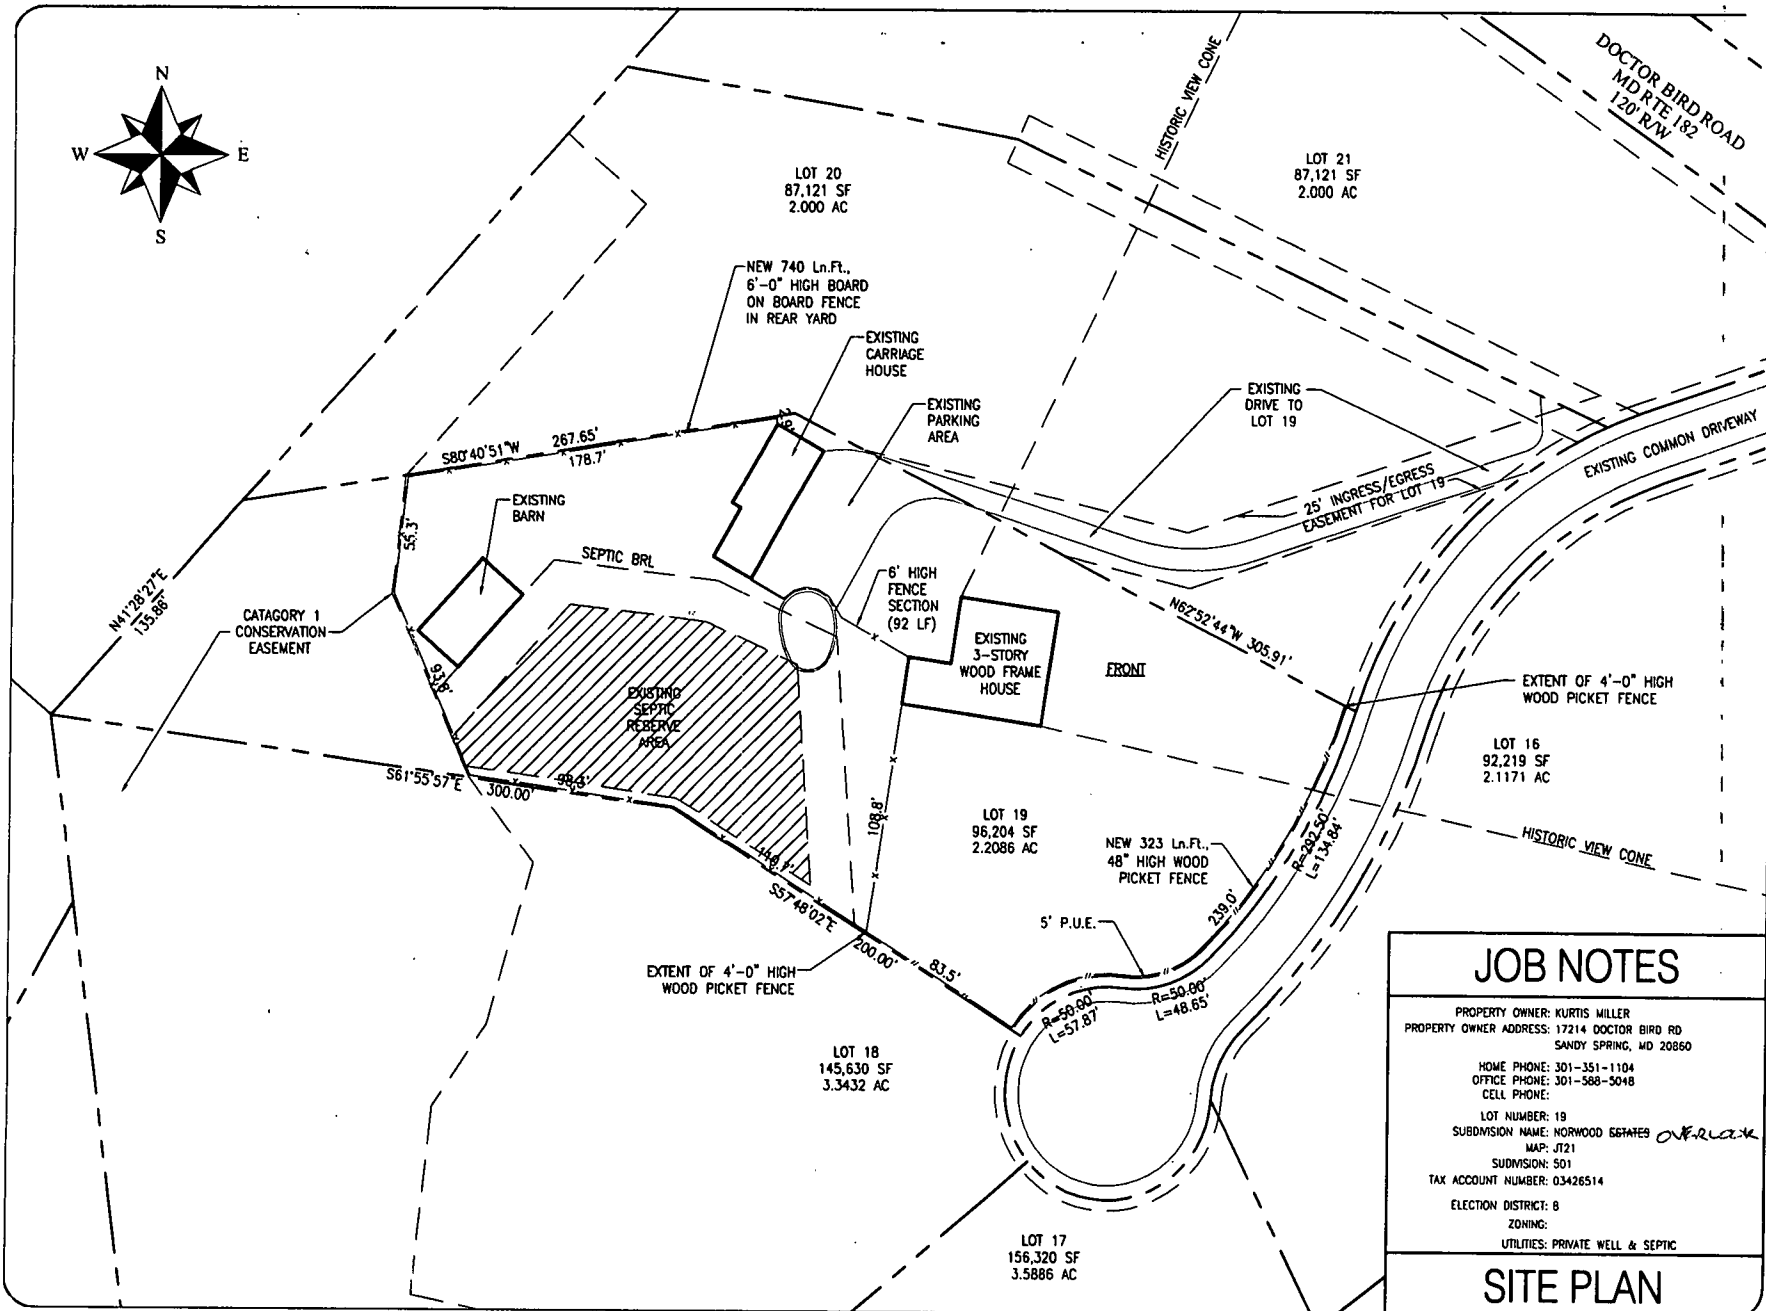 N
W
E
S
DOCTOR BIRD ROAD
MD RTE 182
120' R/W
HISTORIC VIEW CONE
LOT 20
87,121 SF
2.000 AC
LOT 21
87,121 SF
2.000 AC
NEW 740 Ln.Ft.,
6'-0" HIGH BOARD
ON BOARD FENCE
IN REAR YARD
EXISTING
CARRIAGE
HOUSE
EXISTING
PARKING
AREA
EXISTING
DRIVE TO
LOT 19
EXISTING COMMON DRIVEWAY
25' INGRESS/EGRESS
EASEMENT FOR LOT 19
S80°40'51"W
267.65'
178.7'
EXISTING
BARN
55.3'
SEPTIC BRL
6' HIGH
FENCE
SECTION
(92 LF)
N41°28'27"E
135.86'
CATAGORY 1
CONSERVATION
EASEMENT
93.8'
EXISTING
3-STORY
WOOD FRAME
HOUSE
FRONT
N62°52'44"W 305.91'
EXTENT OF 4'-0" HIGH
WOOD PICKET FENCE
EXISTING
SEPTIC
RESERVE
AREA
LOT 16
92,219 SF
2.1171 AC
S61°55'57"E
300.00'
108.8'
LOT 19
96,204 SF
2.2086 AC
NEW 323 Ln.Ft.,
48" HIGH WOOD
PICKET FENCE
R=292.50'
L=134.84'
HISTORIC VIEW CONE
239.0'
S57°48'02"E
200.00'
83.5'
5' P.U.E.
EXTENT OF 4'-0" HIGH
WOOD PICKET FENCE
R=50.00'
L=57.87'
R=50.00'
L=48.65'
LOT 18
145,630 SF
3.3432 AC
LOT 17
156,320 SF
3.5886 AC
JOB NOTES
PROPERTY OWNER: KURTIS MILLER
PROPERTY OWNER ADDRESS: 17214 DOCTOR BIRD RD
SANDY SPRING, MD 20860
HOME PHONE: 301-351-1104
OFFICE PHONE: 301-588-5048
CELL PHONE:
LOT NUMBER: 19
SUBDIVISION NAME: NORWOOD ESTATES OVERLOOK
MAP: JT21
SUDIVISION: 501
TAX ACCOUNT NUMBER: 03426514
ELECTION DISTRICT: 8
ZONING:
UTILITIES: PRIVATE WELL & SEPTIC
SITE PLAN